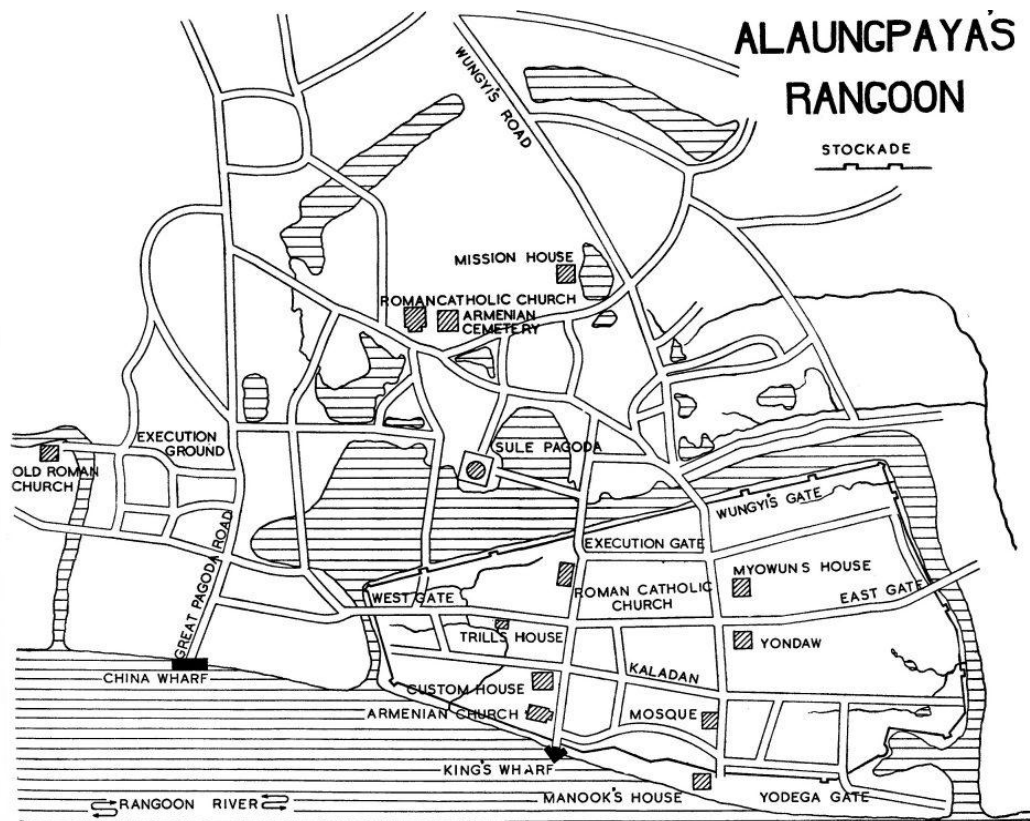 ALAUNGPAYA'S
RANGOON
STOCKADE
WUNGYI'S ROAD
MISSION HOUSE
ROMAN CATHOLIC CHURCH
ARMENIAN
CEMETERY
EXECUTION
GROUND
SULE PAGODA
OLD ROMAN
CHURCH
WUNGYI'S GATE
GREAT PAGODA ROAD
EXECUTION GATE
WEST GATE
ROMAN CATHOLIC
CHURCH
MYOWUN'S HOUSE
EAST GATE
TRILL'S HOUSE
YONDAW
CHINA WHARF
KALADAN
CUSTOM HOUSE
ARMENIAN CHURCH
MOSQUE
KING'S WHARF
MANOOK'S HOUSE
YODEGA GATE
RANGOON RIVER